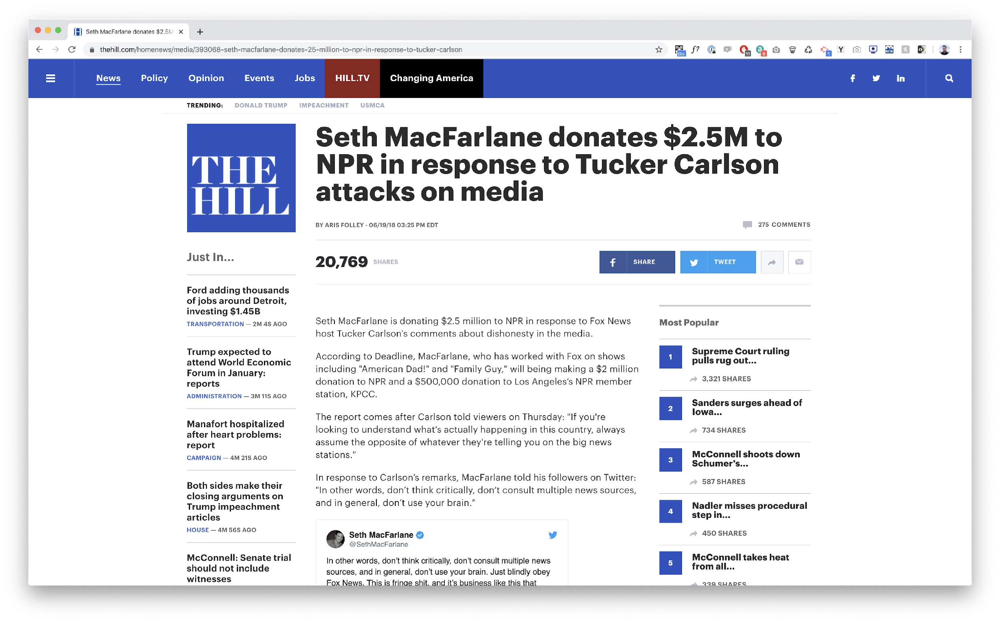 Seth MacFarlane donates $2.5M
thehill.com/homenews/media/393068-seth-macfarlane-donates-25-million-to-npr-in-response-to-tucker-carlson
Dis
f?
11
8
1
Y
NEW
News
Policy
Opinion
Events
Jobs
HILL.TV
Changing America
TRENDING:
DONALD TRUMP
IMPEACHMENT
USMCA
THE
HILL
Seth MacFarlane donates $2.5M to
NPR in response to Tucker Carlson
attacks on media
BY ARIS FOLLEY - 06/19/18 03:25 PM EDT
275 COMMENTS
20,769 SHARES
SHARE
TWEET
Just In...
Ford adding thousands
of jobs around Detroit,
investing $1.45B
TRANSPORTATION — 2M 4S AGO
Trump expected to
attend World Economic
Forum in January:
reports
ADMINISTRATION — 3M 11S AGO
Manafort hospitalized
after heart problems:
report
CAMPAIGN — 4M 21S AGO
Both sides make their
closing arguments on
Trump impeachment
articles
HOUSE — 4M 56S AGO
McConnell: Senate trial
should not include
witnesses
Seth MacFarlane is donating $2.5 million to NPR in response to Fox News
host Tucker Carlson's comments about dishonesty in the media.
According to Deadline, MacFarlane, who has worked with Fox on shows
including "American Dad!" and "Family Guy," will being making a $2 million
donation to NPR and a $500,000 donation to Los Angeles’s NPR member
station, KPCC.
The report comes after Carlson told viewers on Thursday: "If you're
looking to understand what's actually happening in this country, always
assume the opposite of whatever they're telling you on the big news
stations."
In response to Carlson’s remarks, MacFarlane told his followers on Twitter:
"In other words, don’t think critically, don’t consult multiple news sources,
and in general, don’t use your brain."
Seth MacFarlane
@SethMacFarlane
In other words, don’t think critically, don’t consult multiple news
sources, and in general, don’t use your brain. Just blindly obey
Fox News. This is fringe shit, and it’s business like this that
Most Popular
1
Supreme Court ruling
pulls rug out...
3,321 SHARES
2
Sanders surges ahead of
Iowa...
734 SHARES
3
McConnell shoots down
Schumer's...
587 SHARES
4
Nadler misses procedural
step in...
450 SHARES
5
McConnell takes heat
from all...
339 SHARES